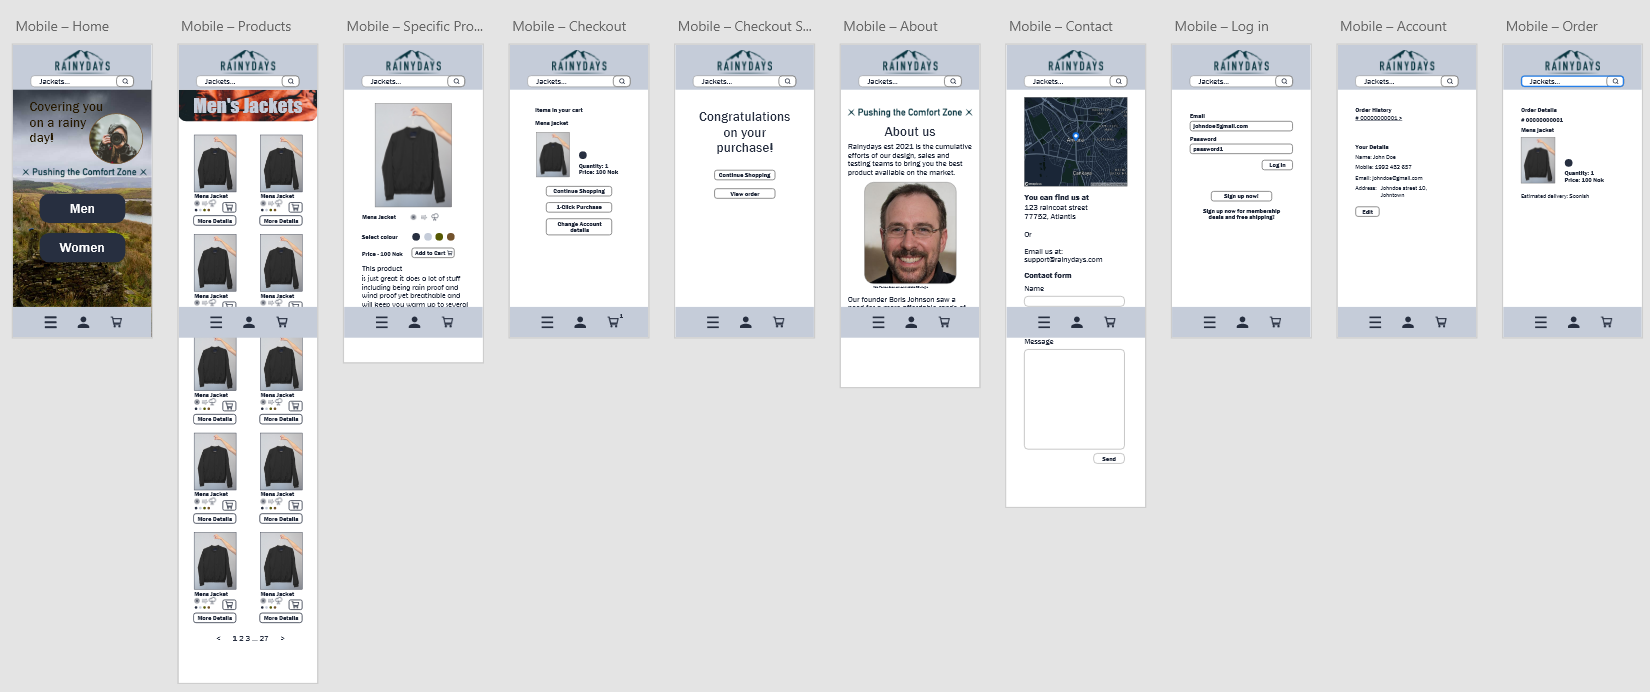 Mobile – Home
RAINYDAYS
Jackets...
Covering you
on a rainy
day!
Pushing the Comfort Zone
Men
Women
Mobile – Products
RAINYDAYS
Jackets...
Men's Jackets
Mens Jacket
Mens Jacket
More Details
More Details
Mens Jacket
Mens Jacket
More Details
More Details
Mens Jacket
Mens Jacket
More Details
More Details
Mens Jacket
Mens Jacket
More Details
More Details
< 1 2 3 ... 27 >
Mobile – Specific Pro...
RAINYDAYS
Jackets...
Mens Jacket
Select colour
Price - 100 Nok
Add to Cart
This product
is just great it does a lot of stuff
including being rain proof and
wind proof yet breathable and
will keep you warm up to several
Mobile – Checkout
RAINYDAYS
Jackets...
Items in your cart
Mens Jacket
Quantity: 1
Price: 100 Nok
Continue Shopping
1-Click Purchase
Change Account
details
1
Mobile – Checkout S...
RAINYDAYS
Jackets...
Congratulations
on your
purchase!
Continue Shopping
View order
Mobile – About
RAINYDAYS
Jackets...
Pushing the Comfort Zone
About us
Rainydays est 2021 is the cumulative
efforts of our design, sales and
testing teams to bring you the best
product available on the market.
Our founder Boris Johnson saw a
Mobile – Contact
RAINYDAYS
Jackets...
You can find us at
123 raincoat street
77752, Atlantis
Or
Email us at:
support@rainydays.com
Contact form
Name
Message
Send
Mobile – Log in
RAINYDAYS
Jackets...
Email
johndoe@gmail.com
Password
password1
Log in
Sign up now!
Sign up now for membership
deals and free shipping!
Mobile – Account
RAINYDAYS
Jackets...
Order History
# 00000000001 >
Your Details
Name: John Doe
Mobile: 1992 452 657
Email: johndoe@gmail.com
Address: Johndoe street 10,
Johntown
Edit
Mobile – Order
RAINYDAYS
Jackets...
Order Details
# 00000000001
Mens jacket
Quantity: 1
Price: 100 Nok
Estimated delivery: Soonish